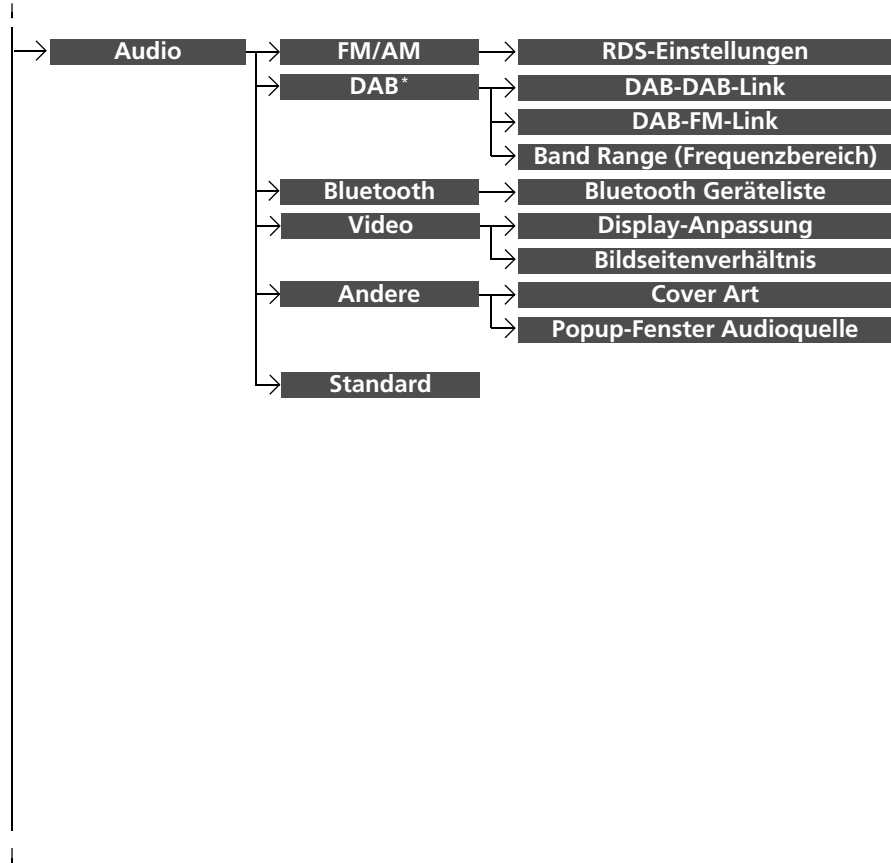 Audio
FM/AM
RDS-Einstellungen
DAB*
DAB-DAB-Link
DAB-FM-Link
Band Range (Frequenzbereich)
Bluetooth
Bluetooth Geräteliste
Video
Display-Anpassung
Bildseitenverhältnis
Andere
Cover Art
Popup-Fenster Audioquelle
Standard